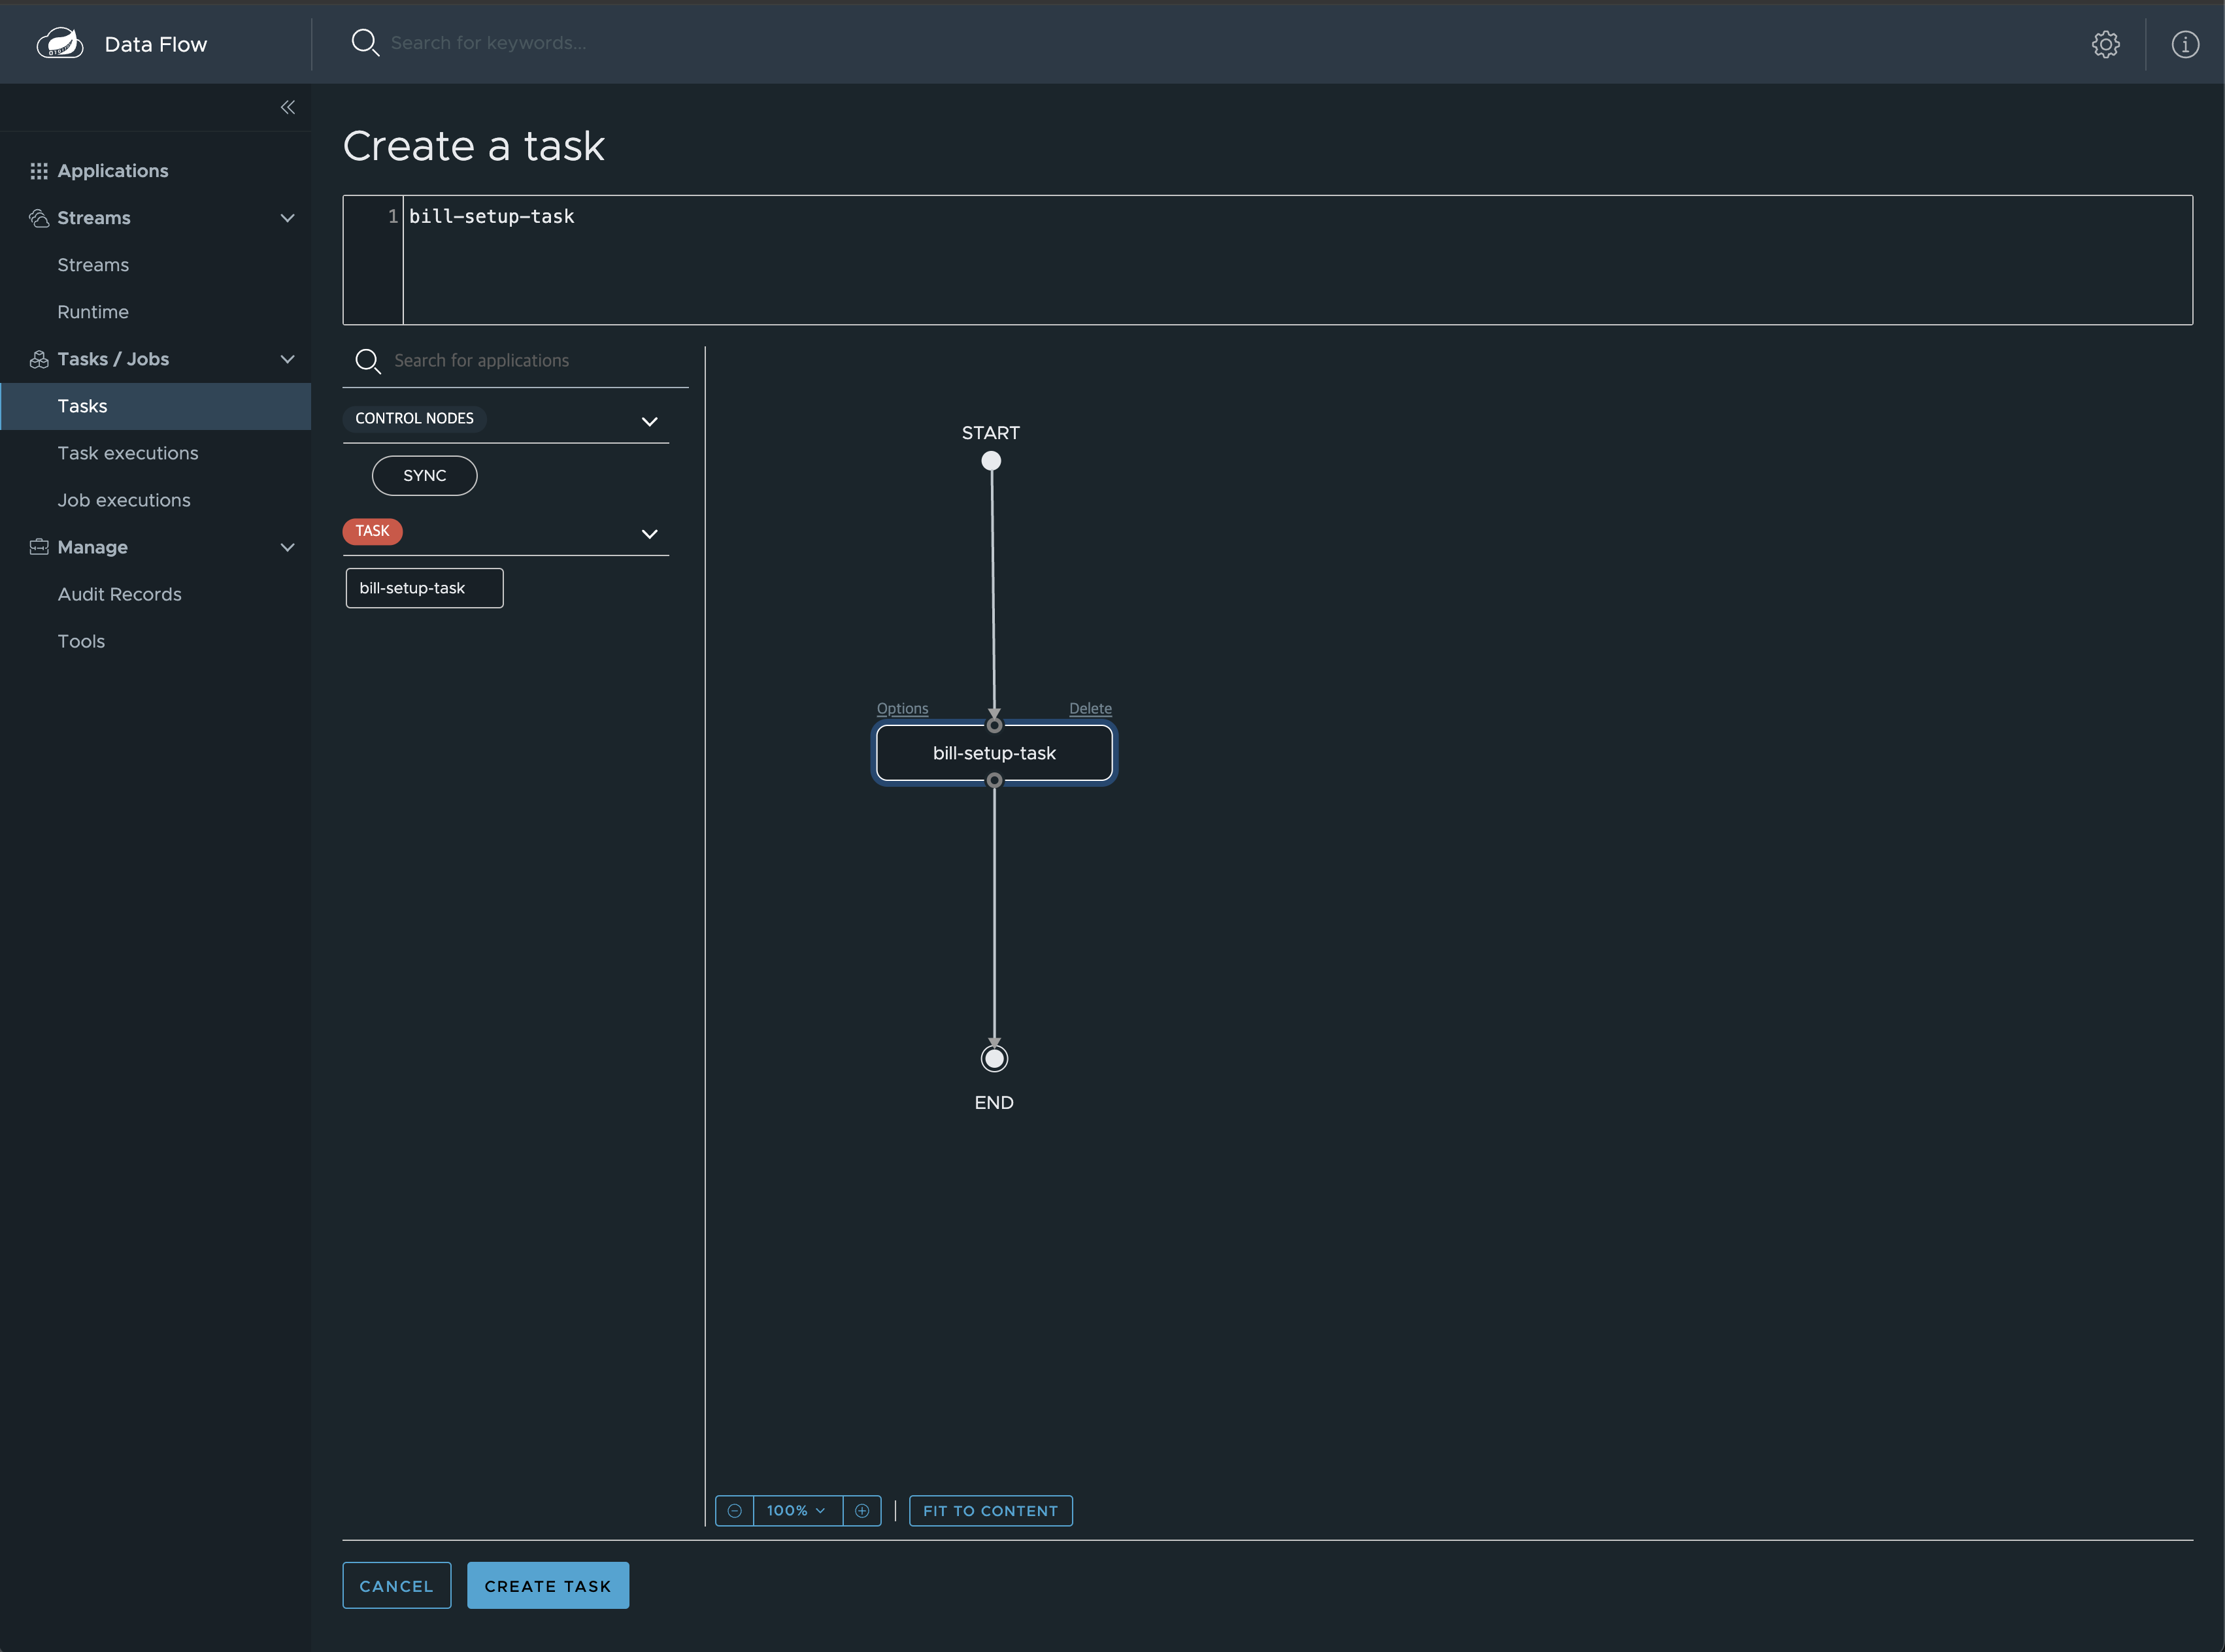 Data Flow
Search for keywords...
Applications
Streams
Streams
Runtime
Tasks / Jobs
Tasks
Task executions
Job executions
Manage
Audit Records
Tools
Create a task
1 bill-setup-task
Search for applications
CONTROL NODES
SYNC
TASK
bill-setup-task
START
Options Delete
bill-setup-task
END
100%
FIT TO CONTENT
CANCEL
CREATE TASK